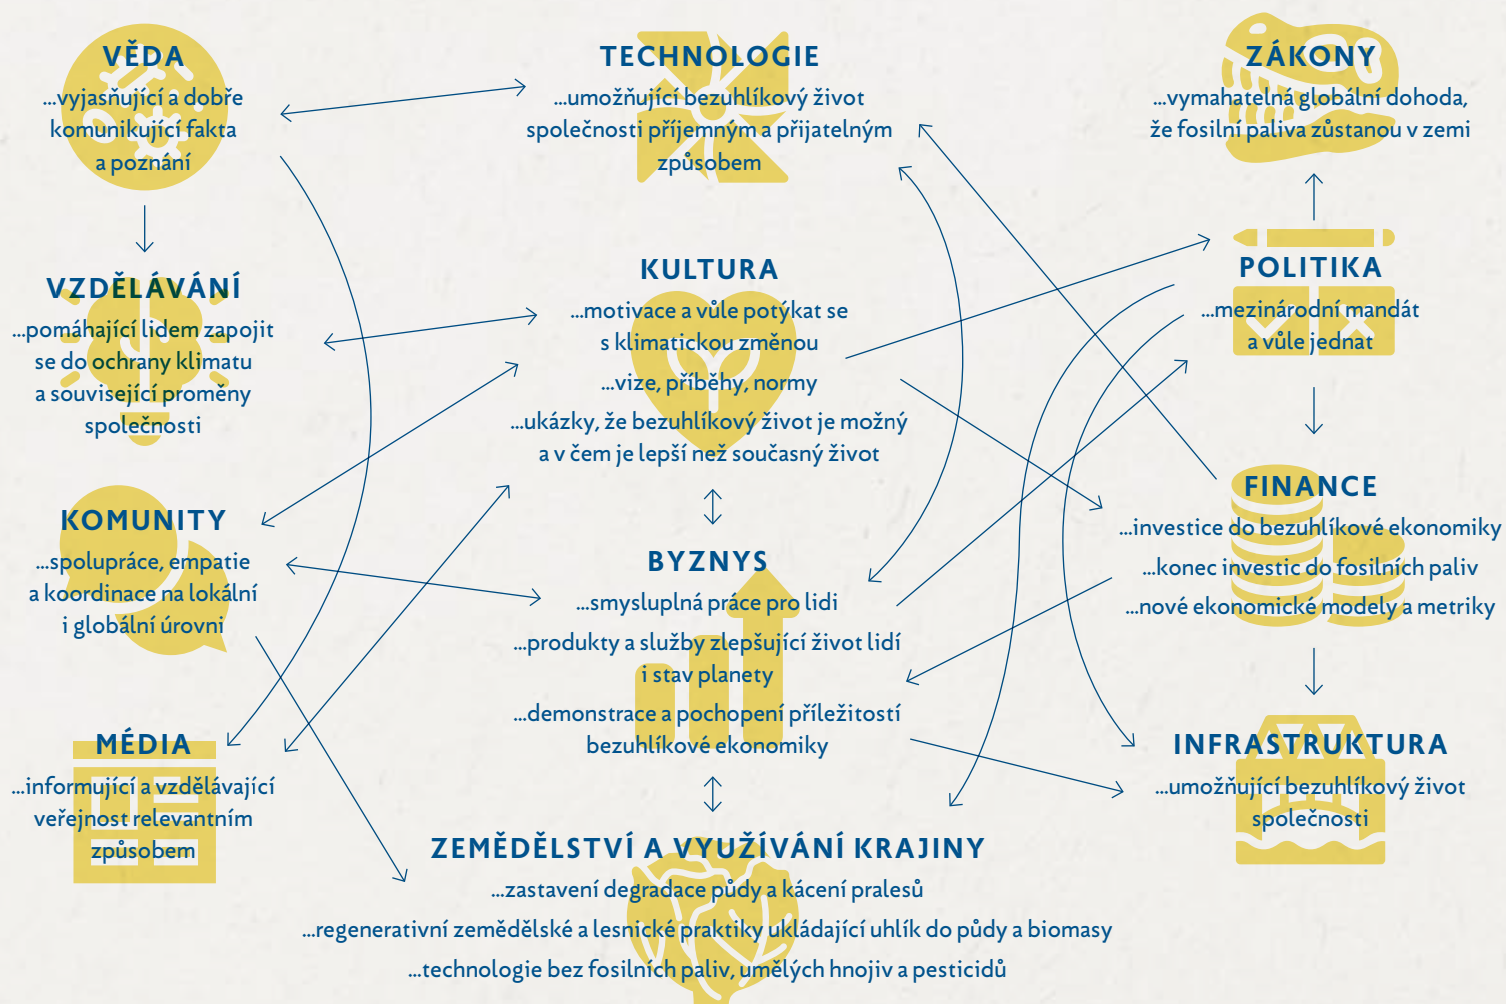 VĚDA
...vyjasňující a dobře
komunikující fakta
a poznání
TECHNOLOGIE
...umožňující bezuhlíkový život
společnosti příjemným a přijatelným
způsobem
ZÁKONY
...vymahatelná globální dohoda,
že fosilní paliva zůstanou v zemi
VZDĚLÁVÁNÍ
...pomáhající lidem zapojit
se do ochrany klimatu
a související proměny
společnosti
KULTURA
...motivace a vůle potýkat se
s klimatickou změnou
...vize, příběhy, normy
...ukázky, že bezuhlíkový život je možný
a v čem je lepší než současný život
POLITIKA
...mezinárodní mandát
a vůle jednat
KOMUNITY
...spolupráce, empatie
a koordinace na lokální
i globální úrovni
BYZNYS
...smysluplná práce pro lidi
...produkty a služby zlepšující život lidí
i stav planety
...demonstrace a pochopení příležitostí
bezuhlíkové ekonomiky
FINANCE
...investice do bezuhlíkové ekonomiky
...konec investic do fosilních paliv
...nové ekonomické modely a metriky
MÉDIA
...informující a vzdělávající
veřejnost relevantním
způsobem
ZEMĚDĚLSTVÍ A VYUŽÍVÁNÍ KRAJINY
...zastavení degradace půdy a kácení pralesů
...regenerativní zemědělské a lesnické praktiky ukládající uhlík do půdy a biomasy
...technologie bez fosilních paliv, umělých hnojiv a pesticidů
INFRASTRUKTURA
...umožňující bezuhlíkový život
společnosti